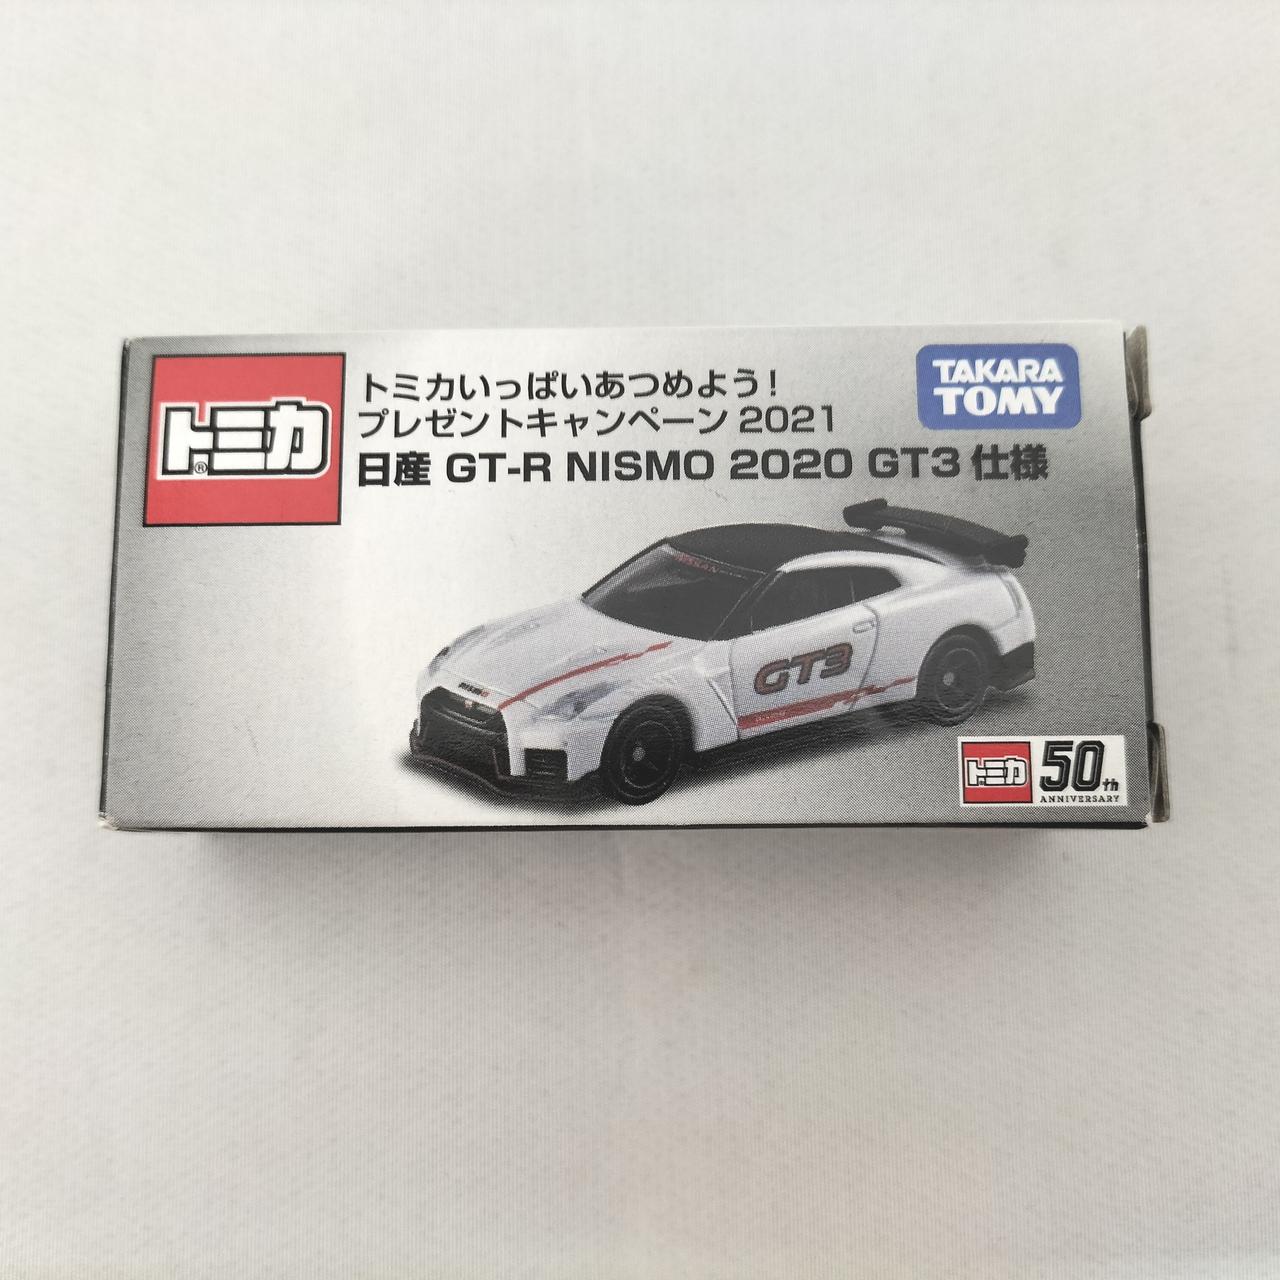 トミカ®
トミカいっぱいあつめよう!
プレゼントキャンペーン 2021
日産 GT-R NISMO 2020 GT3 仕様
TAKARA
TOMY
NISSAN
nismo
GT3
トミカ
50th
ANNIVERSARY